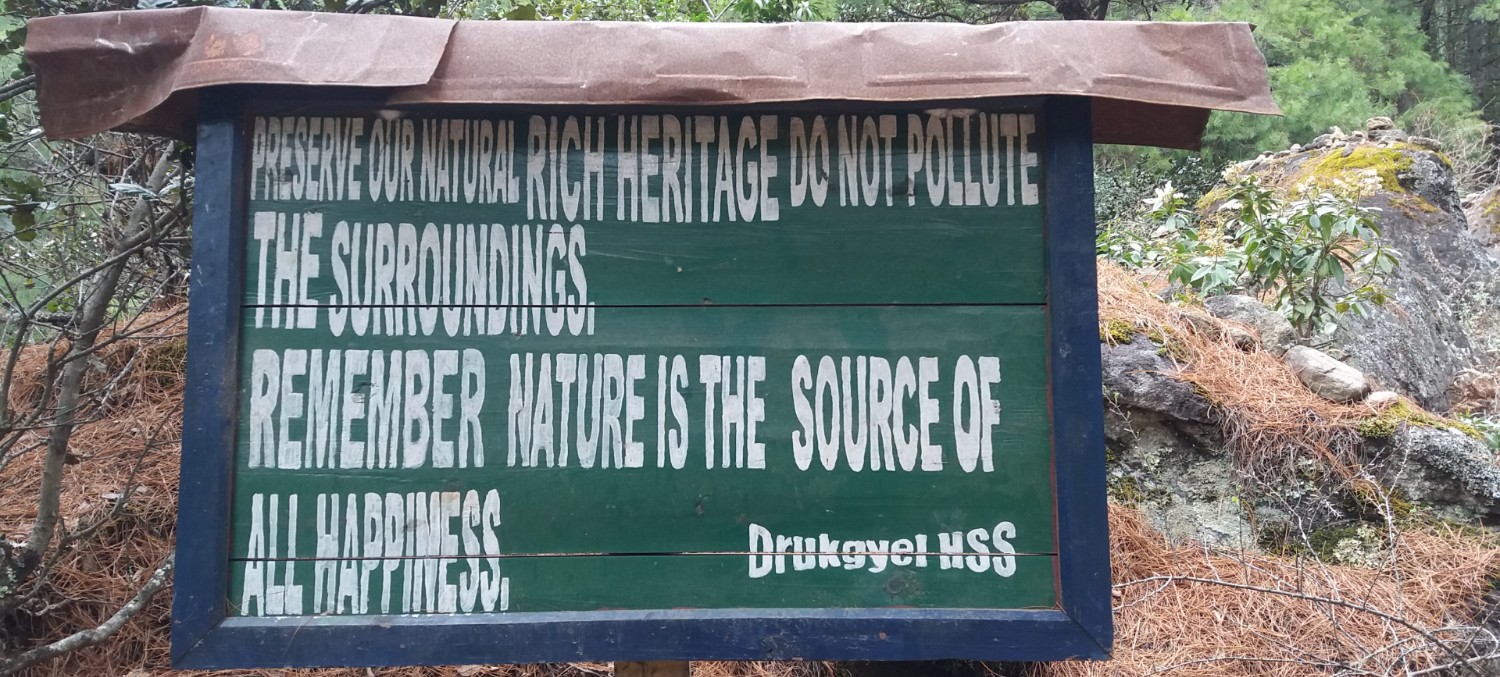 PRESERVE OUR NATURAL RICH HERITAGE DO NOT POLLUTE
THE SURROUNDINGS.
REMEMBER NATURE IS THE SOURCE OF
ALL HAPPINESS.
Drukgyel HSS